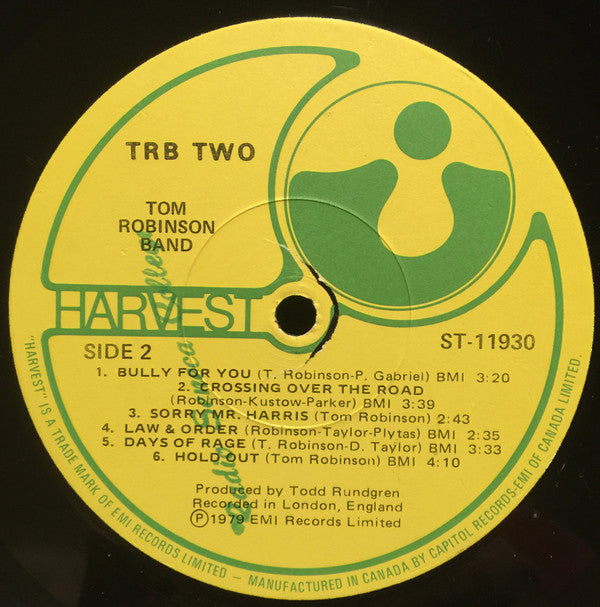 TRB TWO
TOM
ROBINSON
BAND
HARVEST
SIDE 2
ST-11930
1. BULLY FOR YOU (T. Robinson-P. Gabriel) BMI 3:20
2. CROSSING OVER THE ROAD
(Robinson-Kustow-Parker) BMI 3:39
3. SORRY MR. HARRIS (Tom Robinson) 2:43
4. LAW & ORDER (Robinson-Taylor-Plytas) BMI 2:35
5. DAYS OF RAGE (T. Robinson-D. Taylor) BMI 3:33
6. HOLD OUT (Tom Robinson) BMI 4:10
Produced by Todd Rundgren
Recorded in London, England
Ⓟ 1979 EMI Records Limited
"HARVEST" IS A TRADE MARK OF EMI RECORDS LIMITED – MANUFACTURED IN CANADA BY CAPITOL RECORDS-EMI OF CANADA LIMITED
Radio